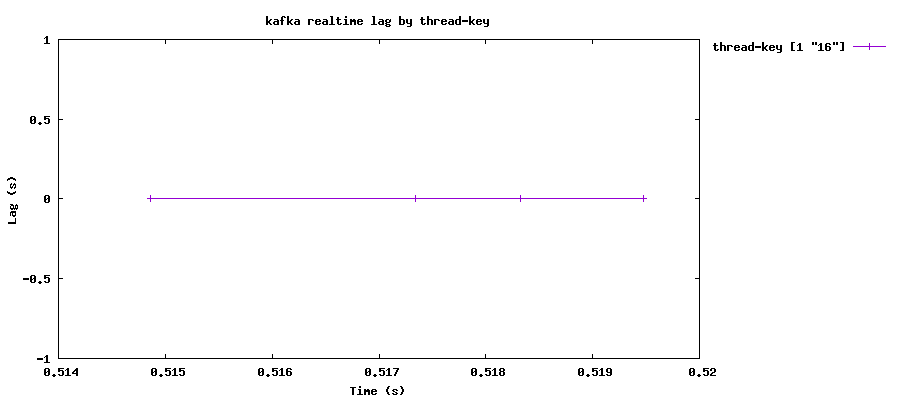 kafka realtime lag by thread-key
thread-key [1 "16"]
1
0.5
0
-0.5
-1
Lag (s)
0.514 0.515 0.516 0.517 0.518 0.519 0.52
Time (s)